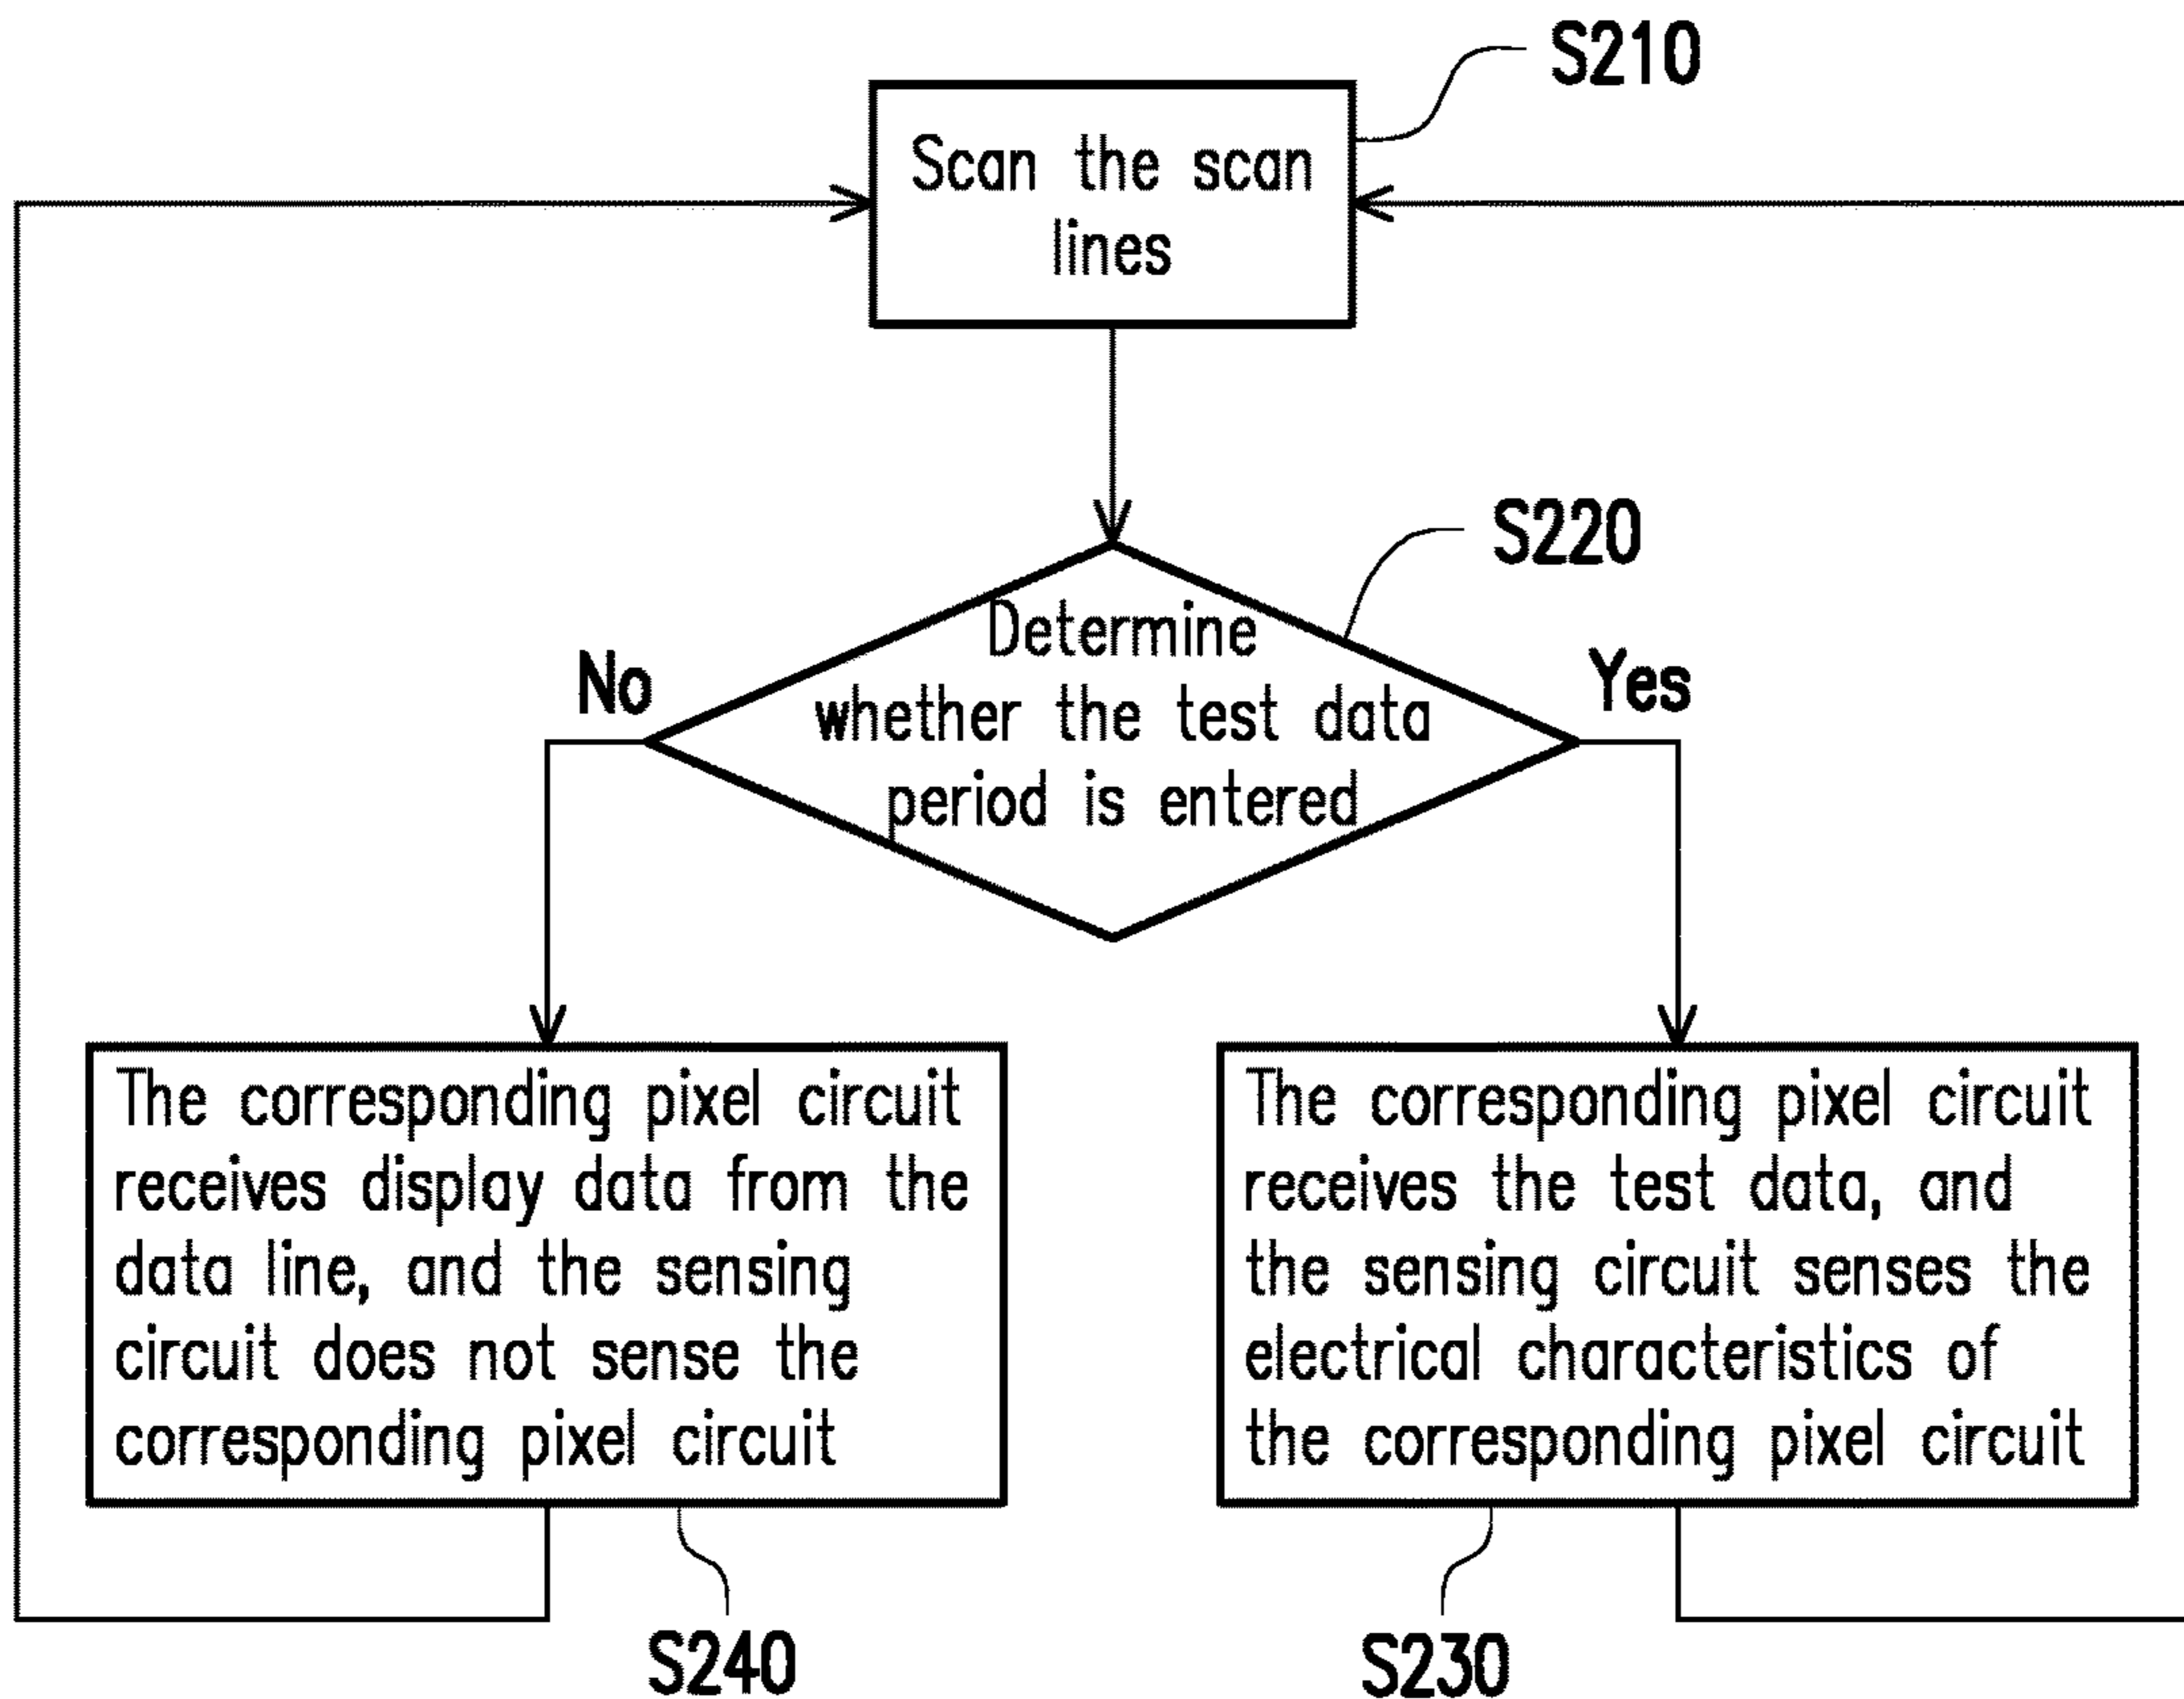 S210
Scan the scan
lines
S220
Determine
whether the test data
period is entered
No
Yes
The corresponding pixel circuit
receives display data from the
data line, and the sensing
circuit does not sense the
corresponding pixel circuit
The corresponding pixel circuit
receives the test data, and
the sensing circuit senses the
electrical characteristics of
the corresponding pixel circuit
S240
S230